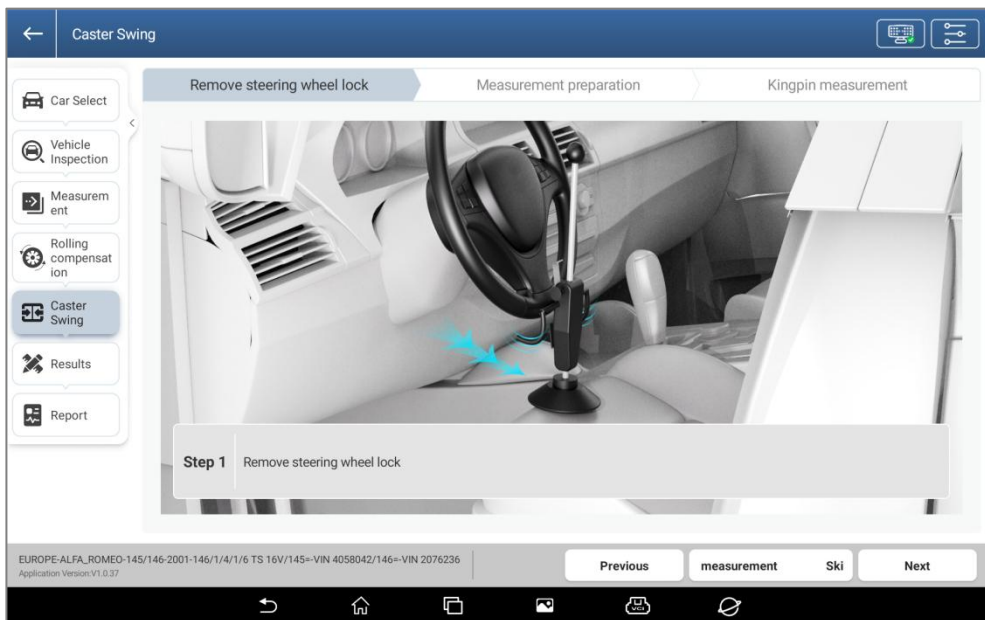 Caster Swing
Car Select
Vehicle
Inspection
Measurem
ent
Rolling
compensat
ion
Caster
Swing
Results
Report
Remove steering wheel lock
Measurement preparation
Kingpin measurement
Step 1 Remove steering wheel lock
EUROPE-ALFA_ROMEO-145/146-2001-146/1/4/1/6 TS 16V/145=-VIN 4058042/146=-VIN 2076236
Application Version:V1.0.37
Previous
measurement Ski
Next
VCI